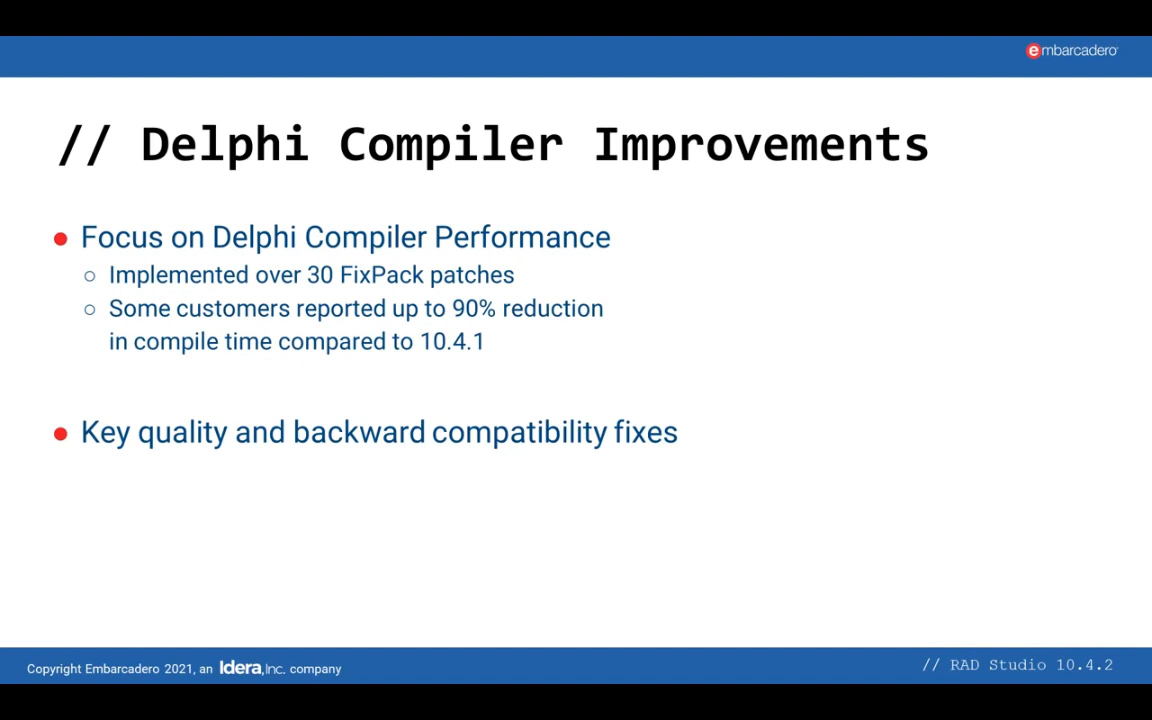 embarcadero
// Delphi Compiler Improvements
● Focus on Delphi Compiler Performance
○ Implemented over 30 FixPack patches
○ Some customers reported up to 90% reduction
in compile time compared to 10.4.1
● Key quality and backward compatibility fixes
Copyright Embarcadero 2021, an Idera, Inc. company
// RAD Studio 10.4.2